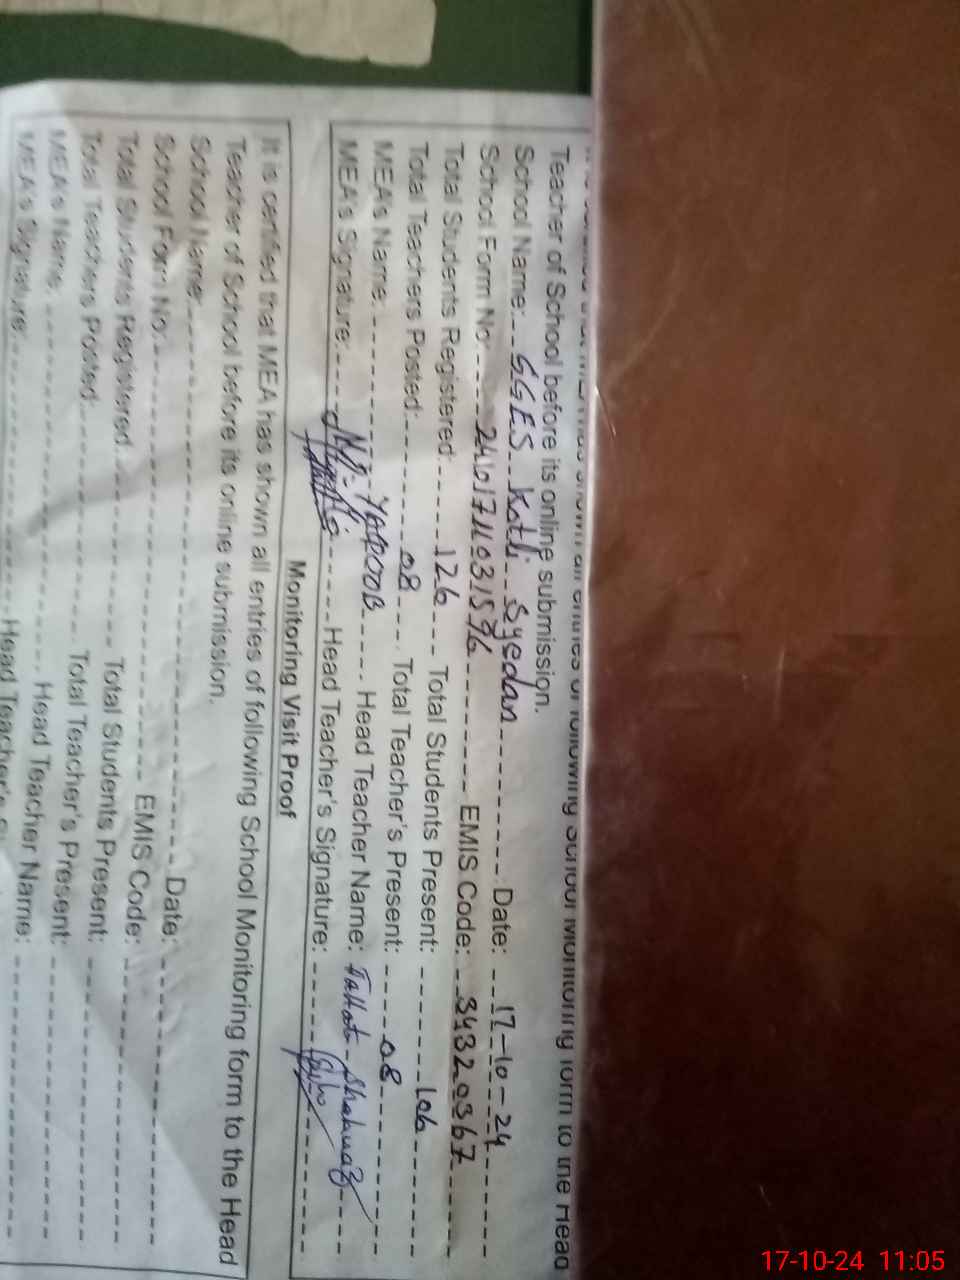 Teacher of School before its online submission.
School Name: GGES Kotli Syedan Date: 17-10-24
School Form No: EMIS Code: 34320367
Total Students Registered: 126 Total Students Present: 106
Total Teachers Posted: 08 Total Teacher's Present: 08
MEA's Name: M. YAQOOB Head Teacher Name: Tallat Shahnaz
MEA's Signature: Head Teacher's Signature:
Monitoring Visit Proof
It is certified that MEA has shown all entries of following School Monitoring form to the Head
Teacher of School before its online submission.
School Name: Date:
School Form No: EMIS Code:
Total Students Registered: Total Students Present:
Total Teachers Posted: Total Teacher's Present:
MEA's Name: Head Teacher Name:
MEA's Signature: Head Teacher's
17-10-24 11:05